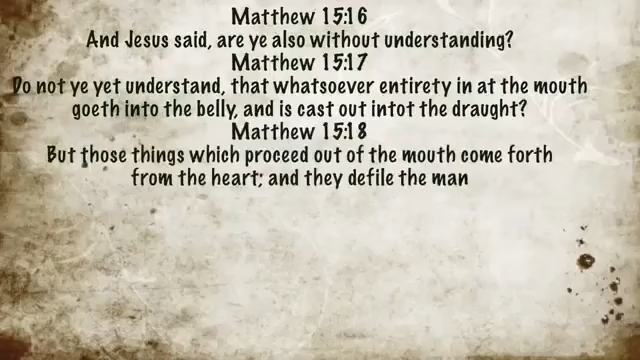 Matthew 15:16
And Jesus said, are ye also without understanding?
Matthew 15:17
Do not ye yet understand, that whatsoever entirety in at the mouth
goeth into the belly, and is cast out intot the draught?
Matthew 15:18
But those things which proceed out of the mouth come forth
from the heart; and they defile the man